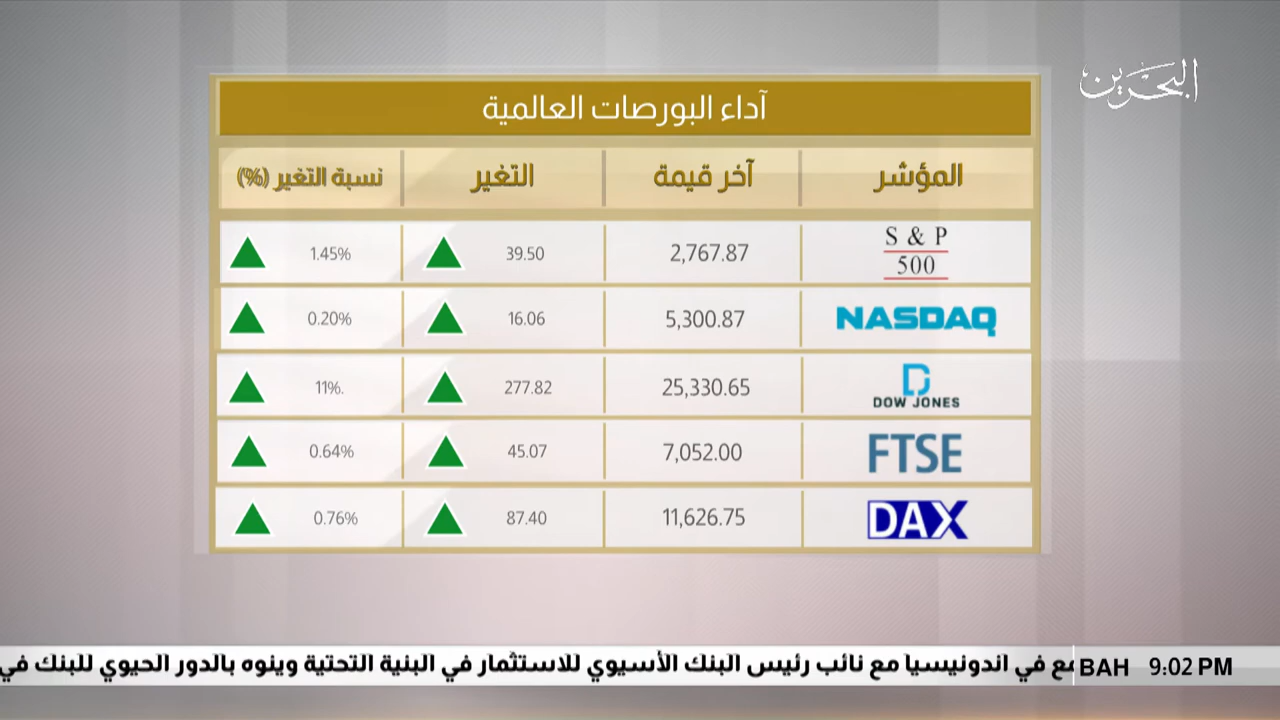 البحرين
آداء البورصات العالمية
المؤشر آخر قيمة التغير نسبة التغير (%)
S & P
500
2,767.87 39.50 1.45%
NASDAQ 5,300.87 16.06 0.20%
DOW JONES 25,330.65 277.82 11%.
FTSE 7,052.00 45.07 0.64%
DAX 11,626.75 87.40 0.76%
في اندونيسيا مع نائب رئيس البنك الأسيوي للاستثمار في البنية التحتية وينوه بالدور الحيوي للبنك في
BAH 9:02 PM